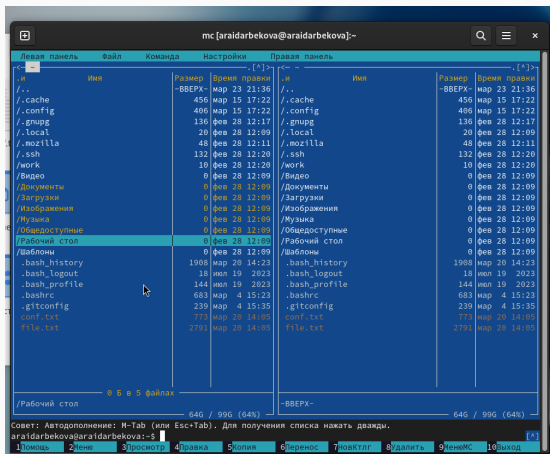 mc [araidarbekova@araidarbekova]:~
Левая панель Файл Команда Настройки Правая панель
<- ~ .[^]> <- ~ .[^]>
.и Имя Размер Время правки .и Имя Размер Время правки
/.. -ВВЕРХ- мар 23 21:36 /.. -ВВЕРХ- мар 23 21:36
/.cache 456 мар 15 17:22 /.cache 456 мар 15 17:22
/.config 406 мар 15 17:22 /.config 406 мар 15 17:22
/.gnupg 136 фев 28 12:17 /.gnupg 136 фев 28 12:17
/.local 20 фев 28 12:09 /.local 20 фев 28 12:09
/.mozilla 48 фев 28 12:11 /.mozilla 48 фев 28 12:11
/.ssh 132 фев 28 12:20 /.ssh 132 фев 28 12:20
/work 10 фев 28 12:20 /work 10 фев 28 12:20
/Видео 0 фев 28 12:09 /Видео 0 фев 28 12:09
/Документы 0 фев 28 12:09 /Документы 0 фев 28 12:09
/Загрузки 0 фев 28 12:09 /Загрузки 0 фев 28 12:09
/Изображения 0 фев 28 12:09 /Изображения 0 фев 28 12:09
/Музыка 0 фев 28 12:09 /Музыка 0 фев 28 12:09
/Общедоступные 0 фев 28 12:09 /Общедоступные 0 фев 28 12:09
/Рабочий стол 0 фев 28 12:09 /Рабочий стол 0 фев 28 12:09
/Шаблоны 0 фев 28 12:09 /Шаблоны 0 фев 28 12:09
.bash_history 1908 мар 20 14:23 .bash_history 1908 мар 20 14:23
.bash_logout 18 июл 19 2023 .bash_logout 18 июл 19 2023
.bash_profile 144 июл 19 2023 .bash_profile 144 июл 19 2023
.bashrc 683 мар 4 15:23 .bashrc 683 мар 4 15:23
.gitconfig 239 мар 4 15:35 .gitconfig 239 мар 4 15:35
conf.txt 773 мар 20 14:05 conf.txt 773 мар 20 14:05
file.txt 2791 мар 20 14:05 file.txt 2791 мар 20 14:05
0 Б в 5 файлах
/Рабочий стол -ВВЕРХ-
64G / 99G (64%) 64G / 99G (64%)
Совет: Автодополнение: M-Tab (или Esc+Tab). Для получения списка нажать дважды.
araidarbekova@araidarbekova:~$ [^]
1Помощь 2Меню 3Просмотр 4Правка 5Копия 6Перенос 7НовКтлг 8Удалить 9МенюMC 10Выход